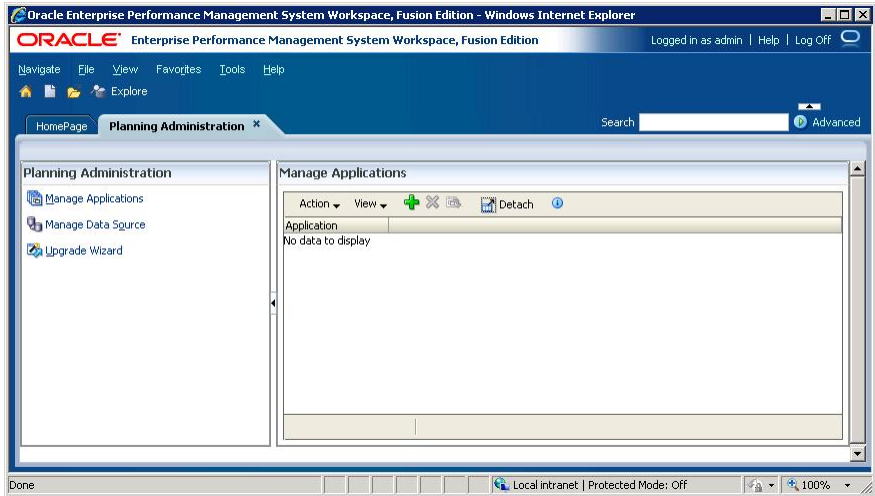 Oracle Enterprise Performance Management System Workspace, Fusion Edition - Windows Internet Explorer
ORACLE Enterprise Performance Management System Workspace, Fusion Edition Logged in as admin | Help | Log Off
Navigate File View Favorites Tools Help
Explore
HomePage Planning Administration Search Advanced
Planning Administration
Manage Applications
Manage Data Source
Upgrade Wizard
Manage Applications
Action View Detach
Application
No data to display
Done Local intranet | Protected Mode: Off 100%